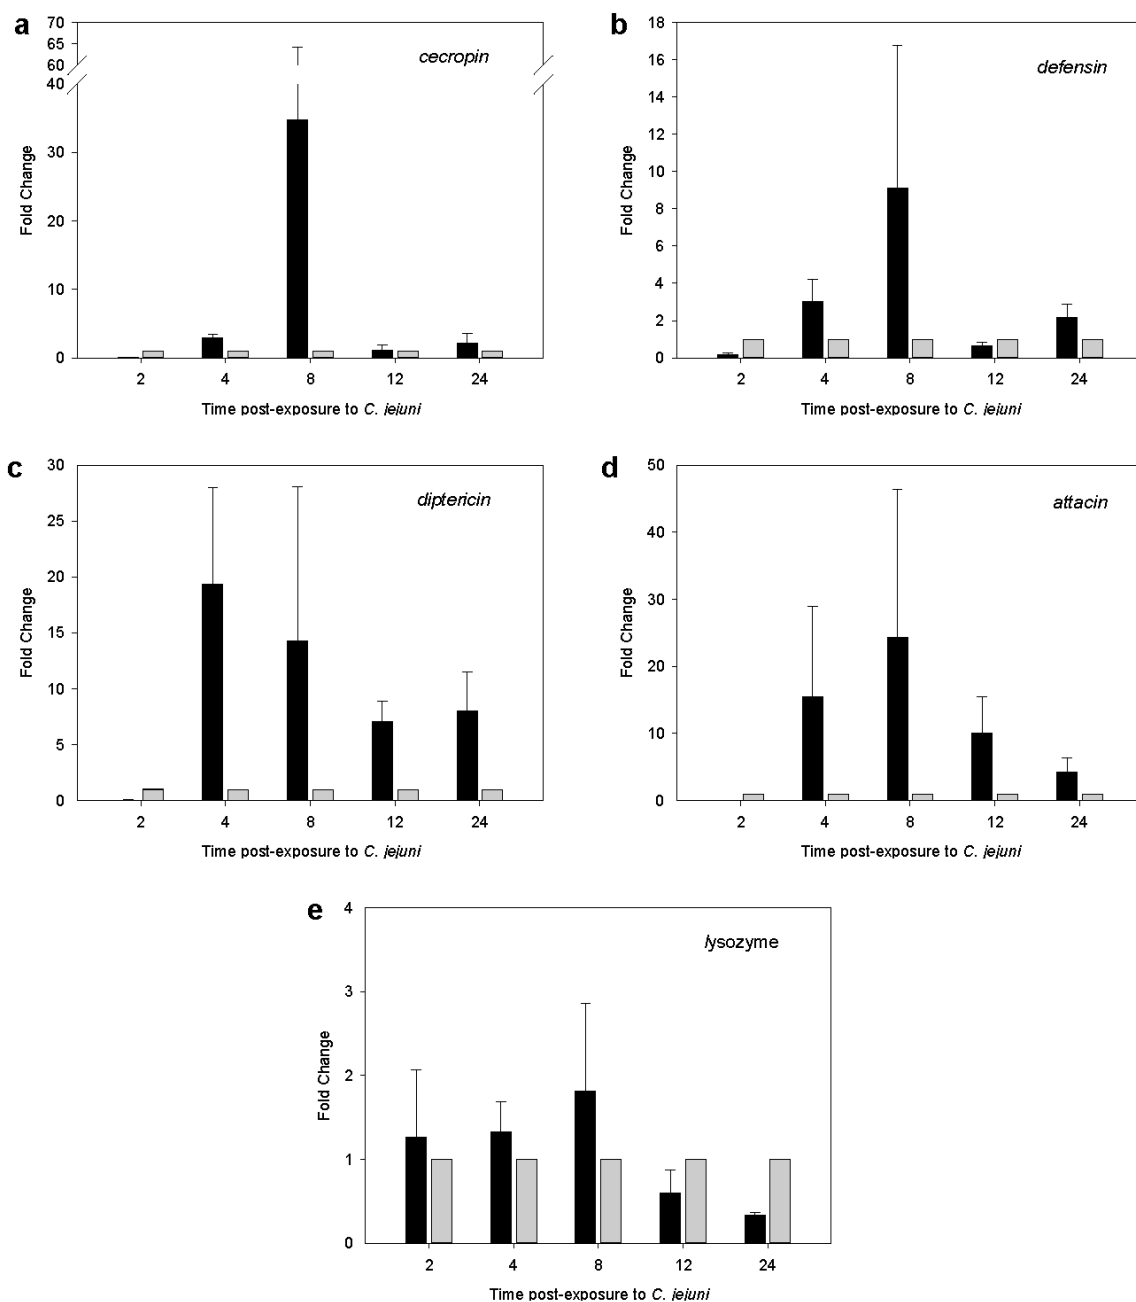 a
70
65
60
40
30
20
10
0
Fold Change
cecropin
2 4 8 12 24
Time post-exposure to C. jejuni
b
18
16
14
12
10
8
6
4
2
0
Fold Change
defensin
2 4 8 12 24
Time post-exposure to C. jejuni
c
30
25
20
15
10
5
0
Fold Change
diptericin
2 4 8 12 24
Time post-exposure to C. jejuni
d
50
40
30
20
10
0
Fold Change
attacin
2 4 8 12 24
Time post-exposure to C. jejuni
e
4
3
2
1
0
Fold Change
lysozyme
2 4 8 12 24
Time post-exposure to C. jejuni